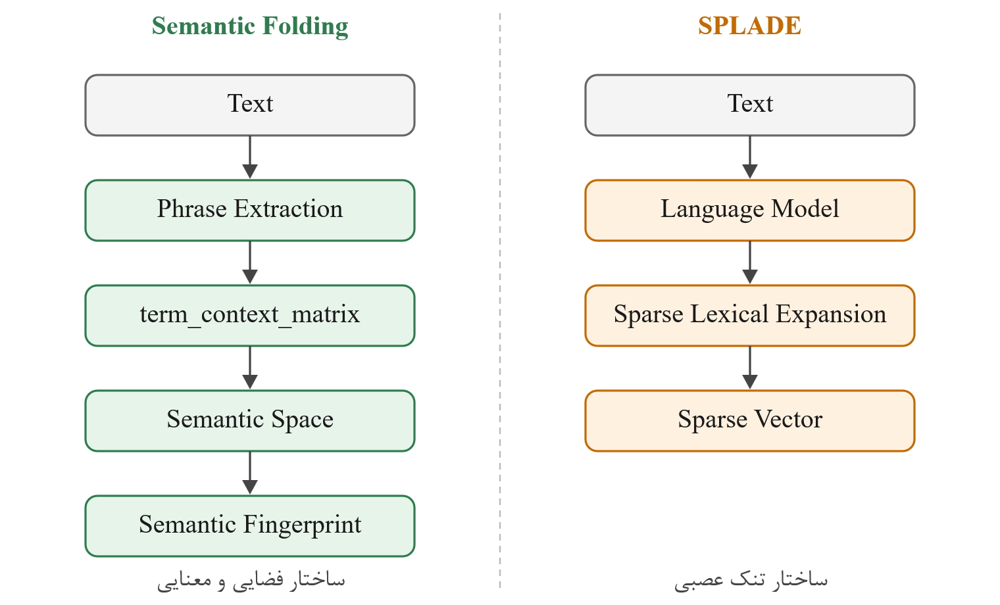 Semantic Folding
Text
Phrase Extraction
term_context_matrix
Semantic Space
Semantic Fingerprint
ساختار فضایی و معنایی
SPLADE
Text
Language Model
Sparse Lexical Expansion
Sparse Vector
ساختار تنک عصبی